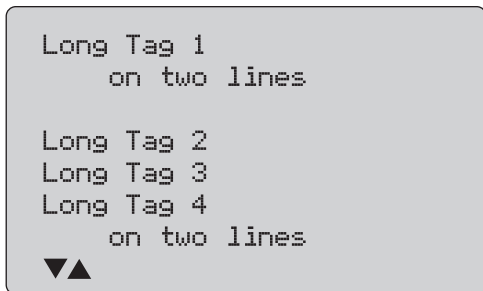 Long Tag 1
on two lines
Long Tag 2
Long Tag 3
Long Tag 4
on two lines
▼▲